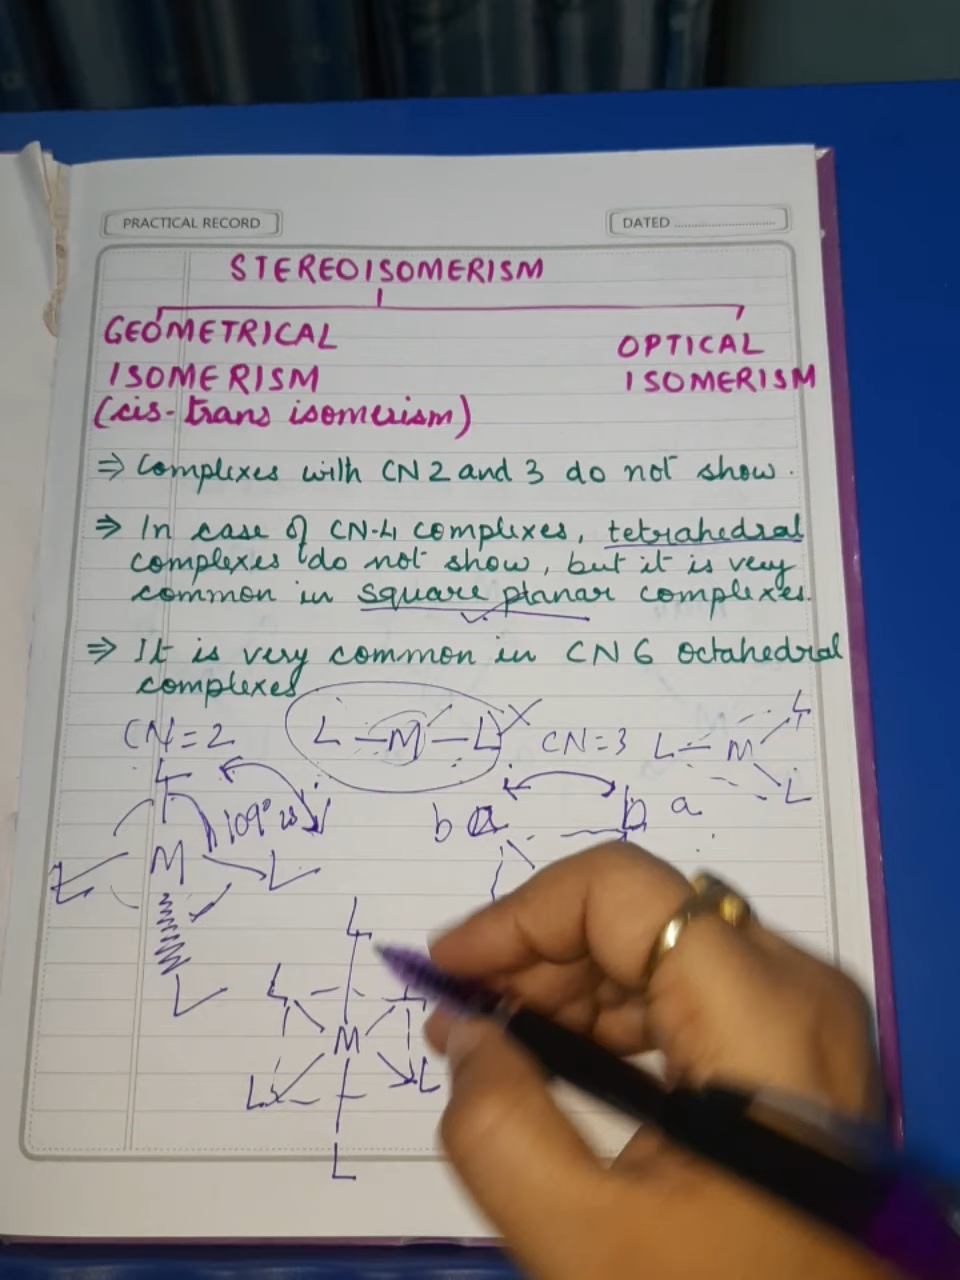 PRACTICAL RECORD
DATED
STEREOISOMERISM
GEOMETRICAL
ISOMERISM
(cis-trans isomerism)
OPTICAL
ISOMERISM
⇒ Complexes with CN 2 and 3 do not show.
⇒ In case of CN-4 complexes, tetrahedral
complexes do not show, but it is very
common in square planar complexes.
⇒ It is very common in CN 6 octahedral
complexes
CN=2
L-M-L
CN=3
L
L-M
L
L
109° 28'
L M L
L
b a b a
L
L
M
L L
L